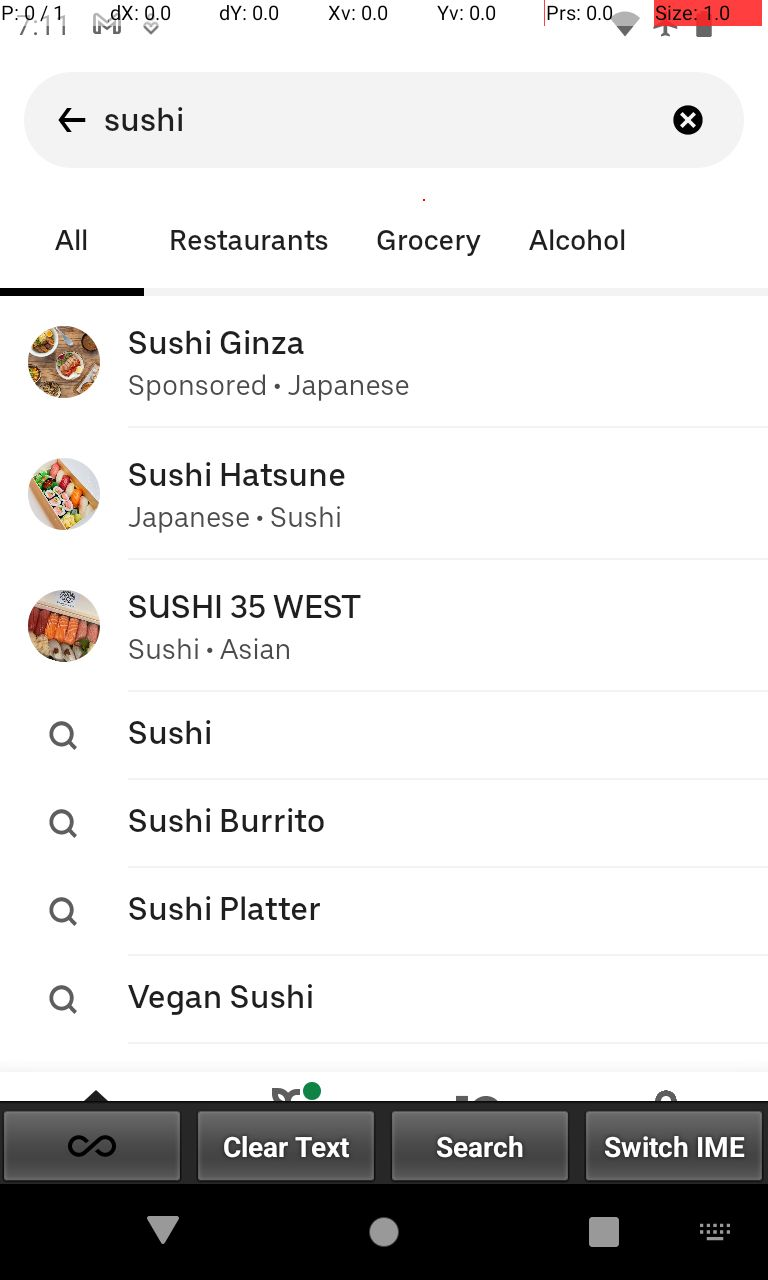 P: 0 / 1 dX: 0.0 dY: 0.0 Xv: 0.0 Yv: 0.0 Prs: 0.0 Size: 1.0
7:11
sushi
All Restaurants Grocery Alcohol
Sushi Ginza
Sponsored • Japanese
Sushi Hatsune
Japanese • Sushi
SUSHI 35 WEST
Sushi • Asian
Sushi
Sushi Burrito
Sushi Platter
Vegan Sushi
Clear Text Search Switch IME